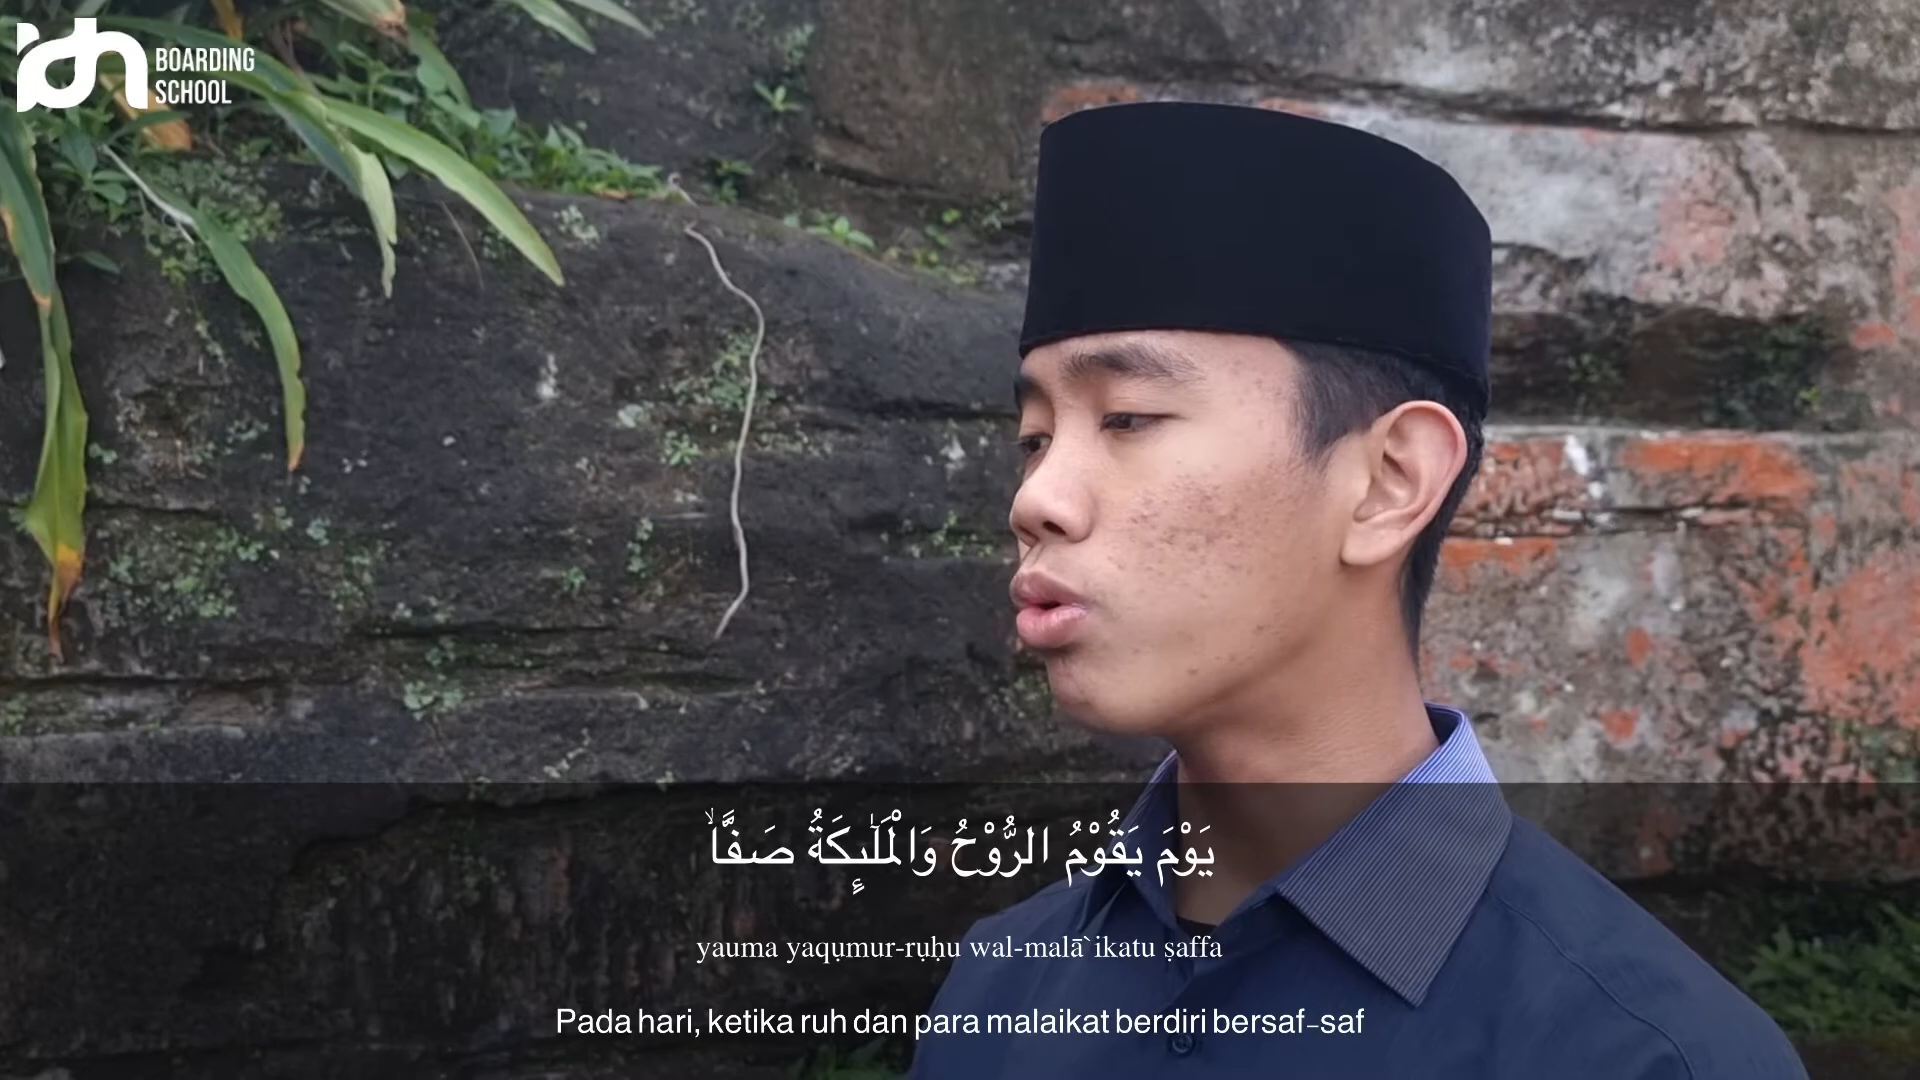 BOARDING
SCHOOL
يَوْمَ يَقُوْمُ الرُّوْحُ وَالْمَلٰۤىِٕكَةُ صَفًّاۙ
yauma yaqụmur-rụḥu wal-malā`ikatu ṣaffa
Pada hari, ketika ruh dan para malaikat berdiri bersaf-saf